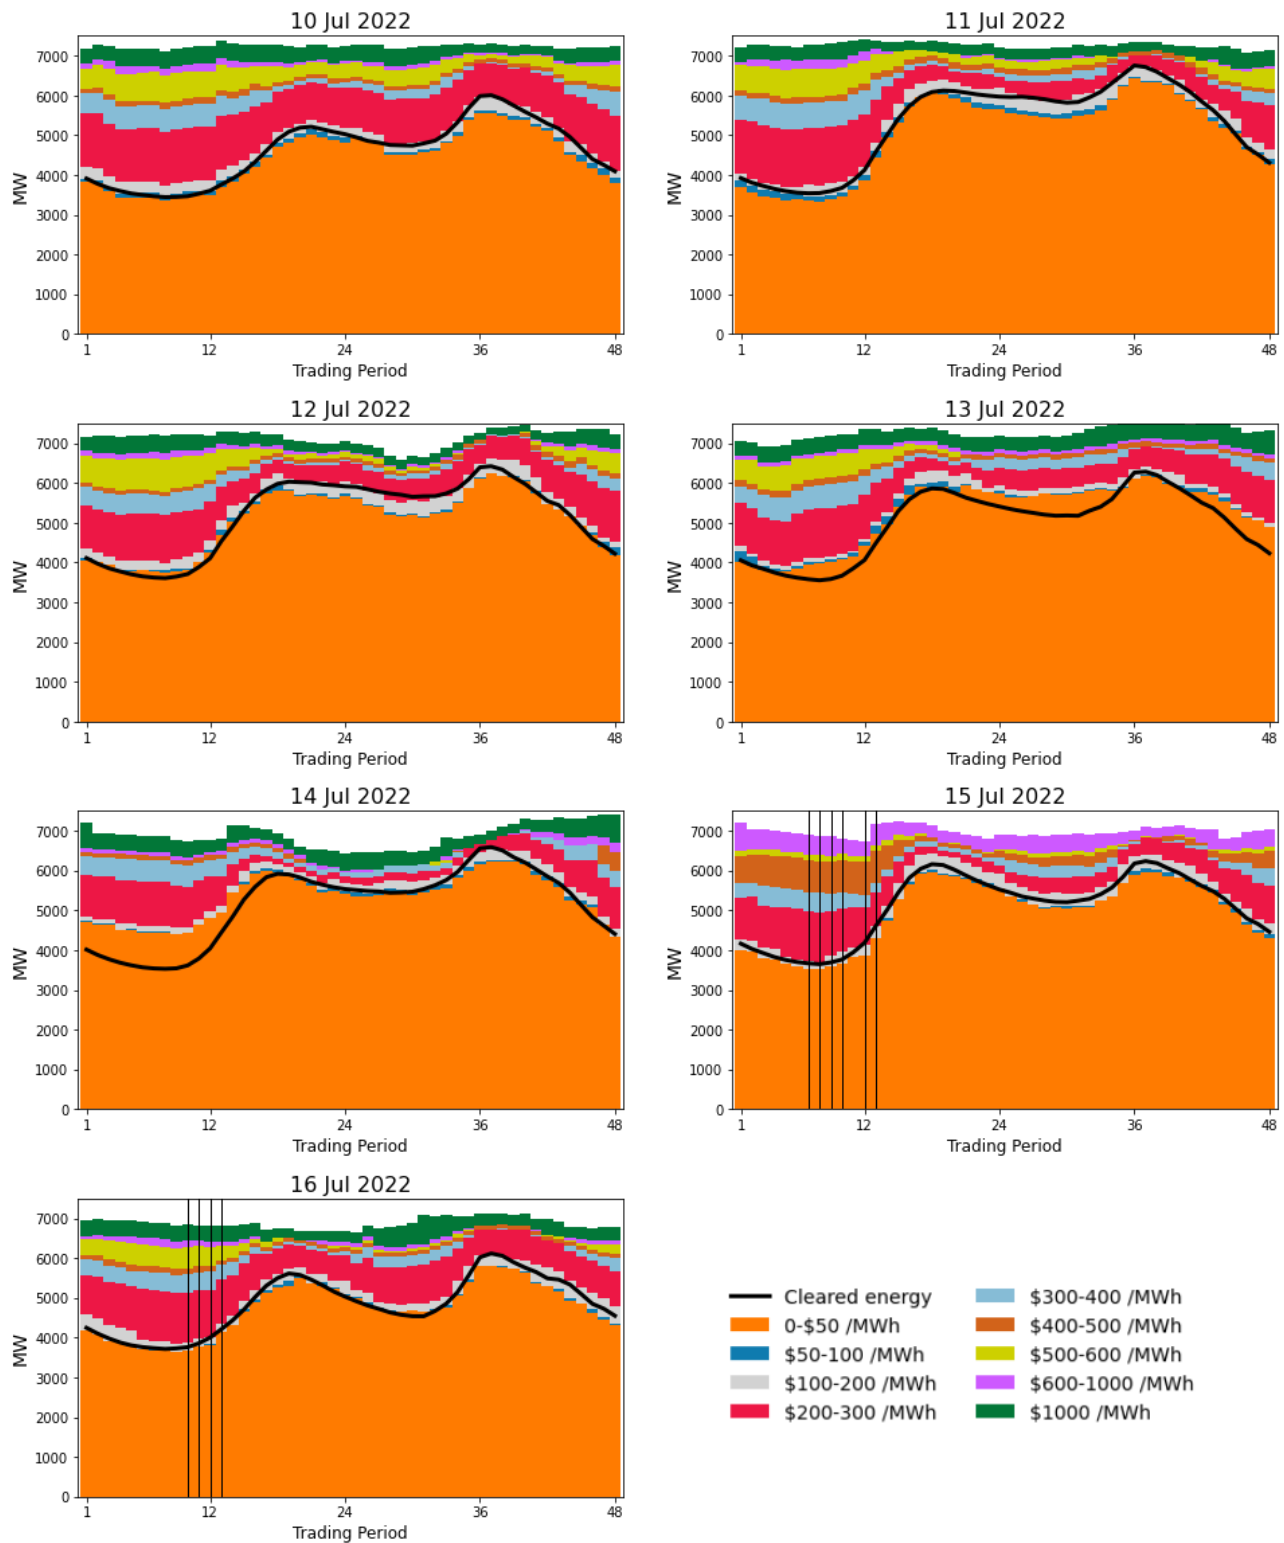 10 Jul 2022
7000
6000
5000
4000
3000
2000
1000
0
MW
1 12 24 36 48
Trading Period
11 Jul 2022
7000
6000
5000
4000
3000
2000
1000
0
MW
1 12 24 36 48
Trading Period
12 Jul 2022
7000
6000
5000
4000
3000
2000
1000
0
MW
1 12 24 36 48
Trading Period
13 Jul 2022
7000
6000
5000
4000
3000
2000
1000
0
MW
1 12 24 36 48
Trading Period
14 Jul 2022
7000
6000
5000
4000
3000
2000
1000
0
MW
1 12 24 36 48
Trading Period
15 Jul 2022
7000
6000
5000
4000
3000
2000
1000
0
MW
1 12 24 36 48
Trading Period
16 Jul 2022
7000
6000
5000
4000
3000
2000
1000
0
MW
1 12 24 36 48
Trading Period
Cleared energy
0-$50 /MWh
$50-100 /MWh
$100-200 /MWh
$200-300 /MWh
$300-400 /MWh
$400-500 /MWh
$500-600 /MWh
$600-1000 /MWh
$1000 /MWh